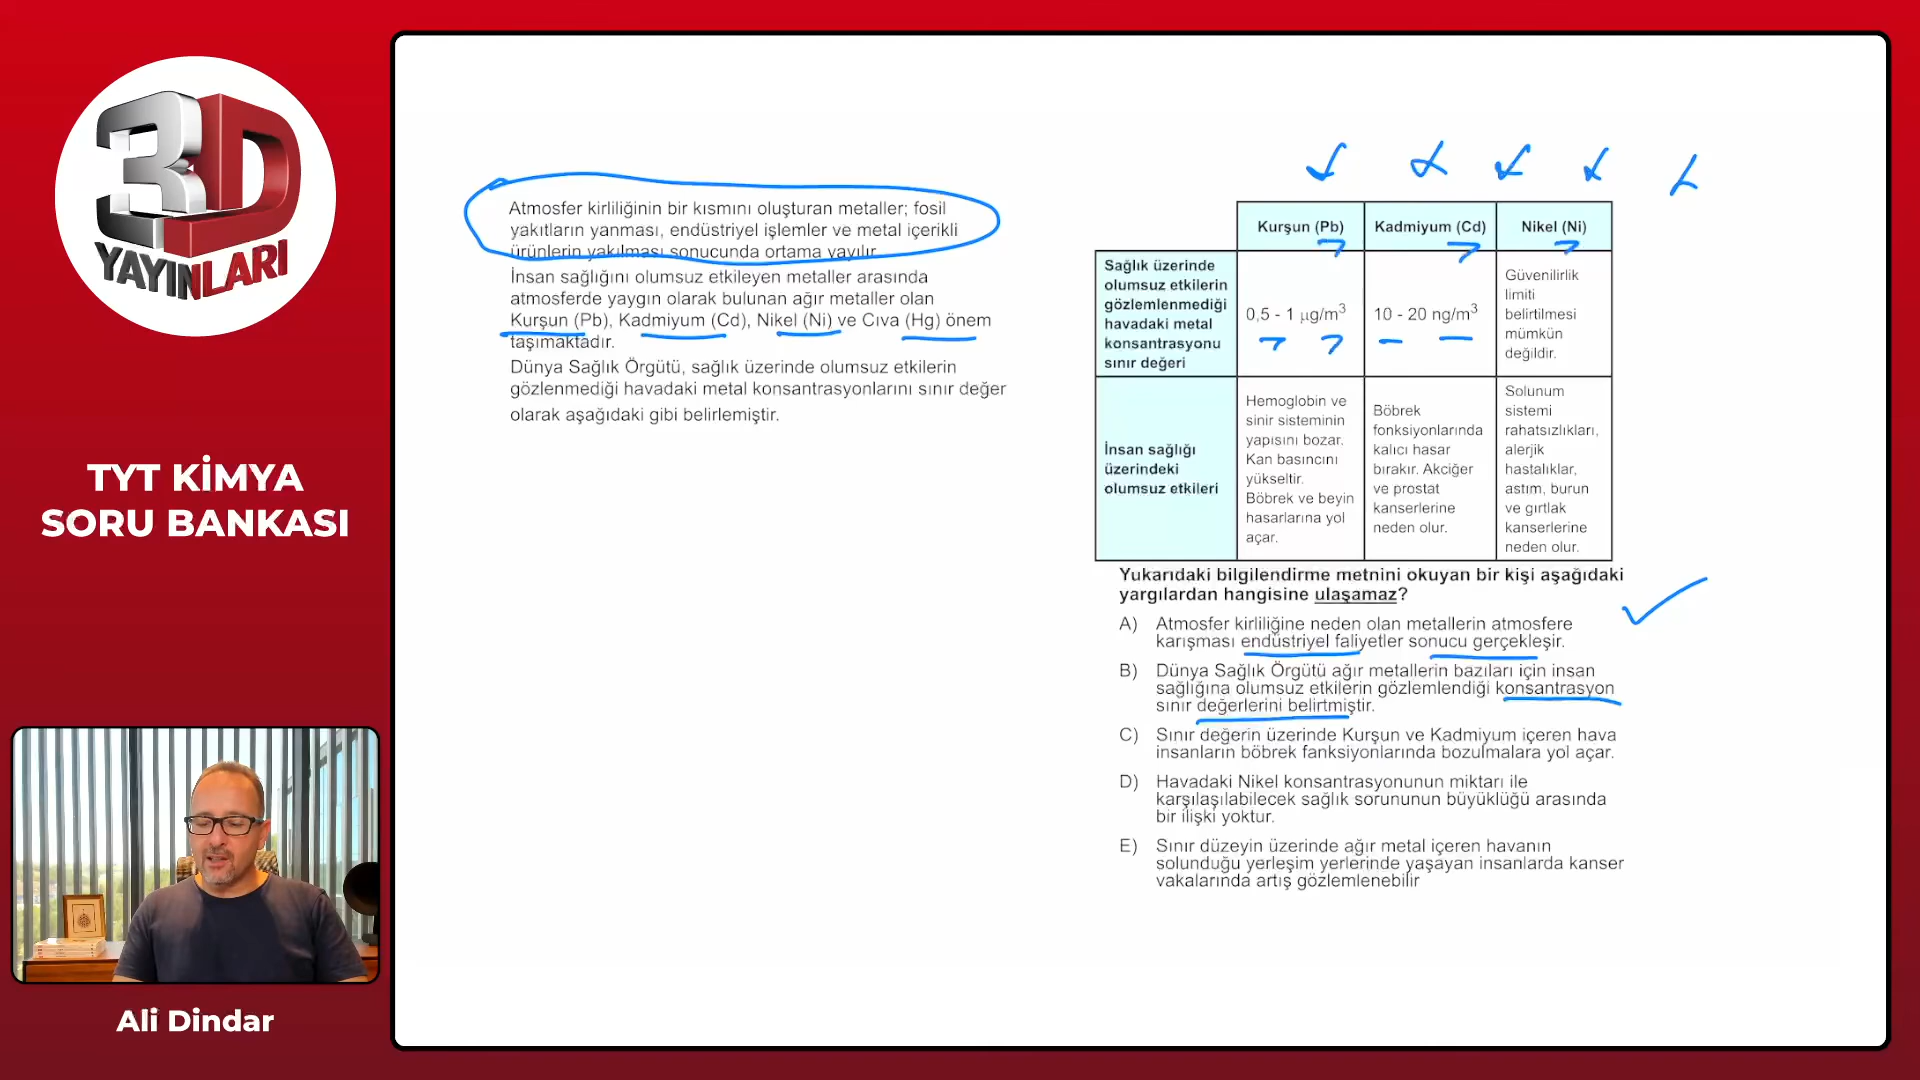 3D
YAYINLARI
TYT KİMYA
SORU BANKASI
Ali Dindar
Atmosfer kirliliğinin bir kısmını oluşturan metaller; fosil
yakıtların yanması, endüstriyel işlemler ve metal içerikli
ürünlerin yakılması sonucunda ortama yayılır.
İnsan sağlığını olumsuz etkileyen metaller arasında
atmosferde yaygın olarak bulunan ağır metaller olan
Kurşun (Pb), Kadmiyum (Cd), Nikel (Ni) ve Cıva (Hg) önem
taşımaktadır.
Dünya Sağlık Örgütü, sağlık üzerinde olumsuz etkilerin
gözlenmediği havadaki metal konsantrasyonlarını sınır değer
olarak aşağıdaki gibi belirlemiştir.
Kurşun (Pb)
Kadmiyum (Cd)
Nikel (Ni)
Sağlık üzerinde
olumsuz etkilerin
gözlemlenmediği
havadaki metal
konsantrasyonu
sınır değeri
0,5 - 1 µg/m³
10 - 20 ng/m³
Güvenilirlik
limiti
belirtilmesi
mümkün
değildir.
İnsan sağlığı
üzerindeki
olumsuz etkileri
Hemoglobin ve
sinir sisteminin
yapısını bozar.
Kan basıncını
yükseltir.
Böbrek ve beyin
hasarlarına yol
açar.
Böbrek
fonksiyonlarında
kalıcı hasar
bırakır. Akciğer
ve prostat
kanserlerine
neden olur.
Solunum
sistemi
rahatsızlıkları,
alerjik
hastalıklar,
astım, burun
ve gırtlak
kanserlerine
neden olur.
Yukarıdaki bilgilendirme metnini okuyan bir kişi aşağıdaki
yargılardan hangisine ulaşamaz?
A) Atmosfer kirliliğine neden olan metallerin atmosfere
karışması endüstriyel faliyetler sonucu gerçekleşir.
B) Dünya Sağlık Örgütü ağır metallerin bazıları için insan
sağlığına olumsuz etkilerin gözlemlendiği konsantrasyon
sınır değerlerini belirtmiştir.
C) Sınır değerin üzerinde Kurşun ve Kadmiyum içeren hava
insanların böbrek fanksiyonlarında bozulmalara yol açar.
D) Havadaki Nikel konsantrasyonunun miktarı ile
karşılaşılabilecek sağlık sorununun büyüklüğü arasında
bir ilişki yoktur.
E) Sınır düzeyin üzerinde ağır metal içeren havanın
solunduğu yerleşim yerlerinde yaşayan insanlarda kanser
vakalarında artış gözlemlenebilir